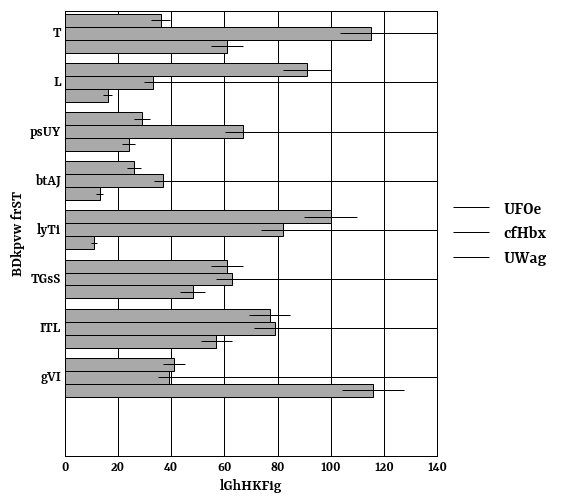 T
L
psUY
btAJ
lyTi
TGsS
lTL
gVI
BDkpvw frST
0 20 40 60 80 100 120 140
lGhHKFig
UFOe
cfHbx
UWag